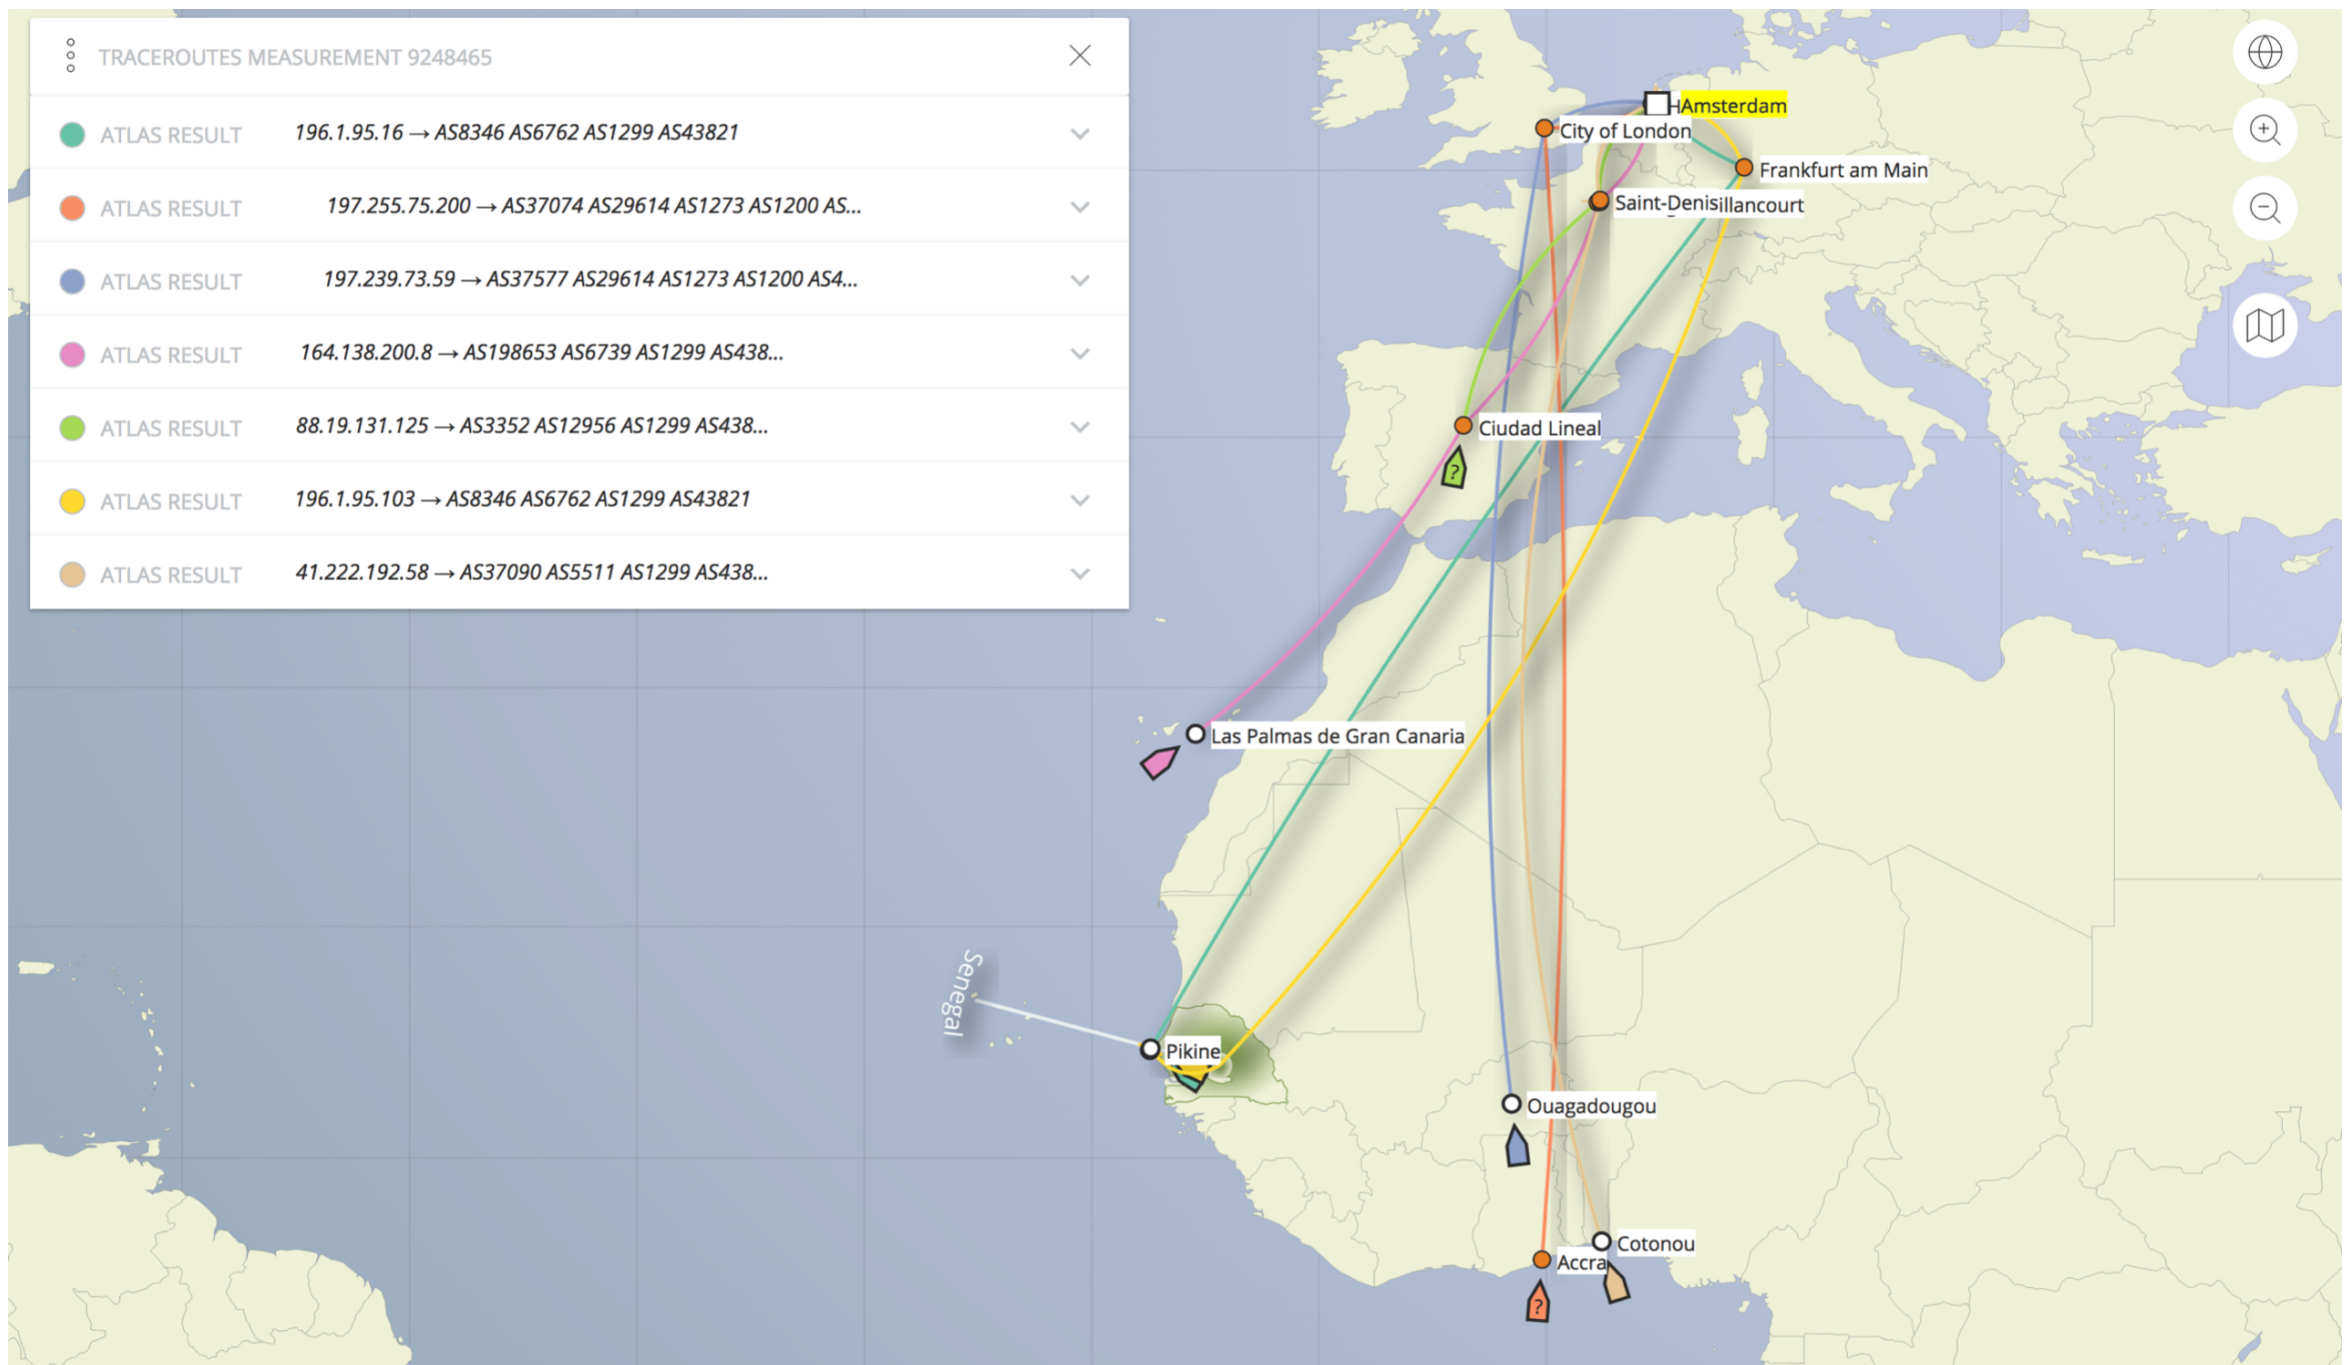 TRACEROUTES MEASUREMENT 9248465
ATLAS RESULT 196.1.95.16 → AS8346 AS6762 AS1299 AS43821
ATLAS RESULT 197.255.75.200 → AS37074 AS29614 AS1273 AS1200 AS...
ATLAS RESULT 197.239.73.59 → AS37577 AS29614 AS1273 AS1200 AS4...
ATLAS RESULT 164.138.200.8 → AS198653 AS6739 AS1299 AS438...
ATLAS RESULT 88.19.131.125 → AS3352 AS12956 AS1299 AS438...
ATLAS RESULT 196.1.95.103 → AS8346 AS6762 AS1299 AS43821
ATLAS RESULT 41.222.192.58 → AS37090 AS5511 AS1299 AS438...
Amsterdam
City of London
Frankfurt am Main
Saint-Denis
Ciudad Lineal
?
Las Palmas de Gran Canaria
Senegal
Pikine
Ouagadougou
Cotonou
Accra
?